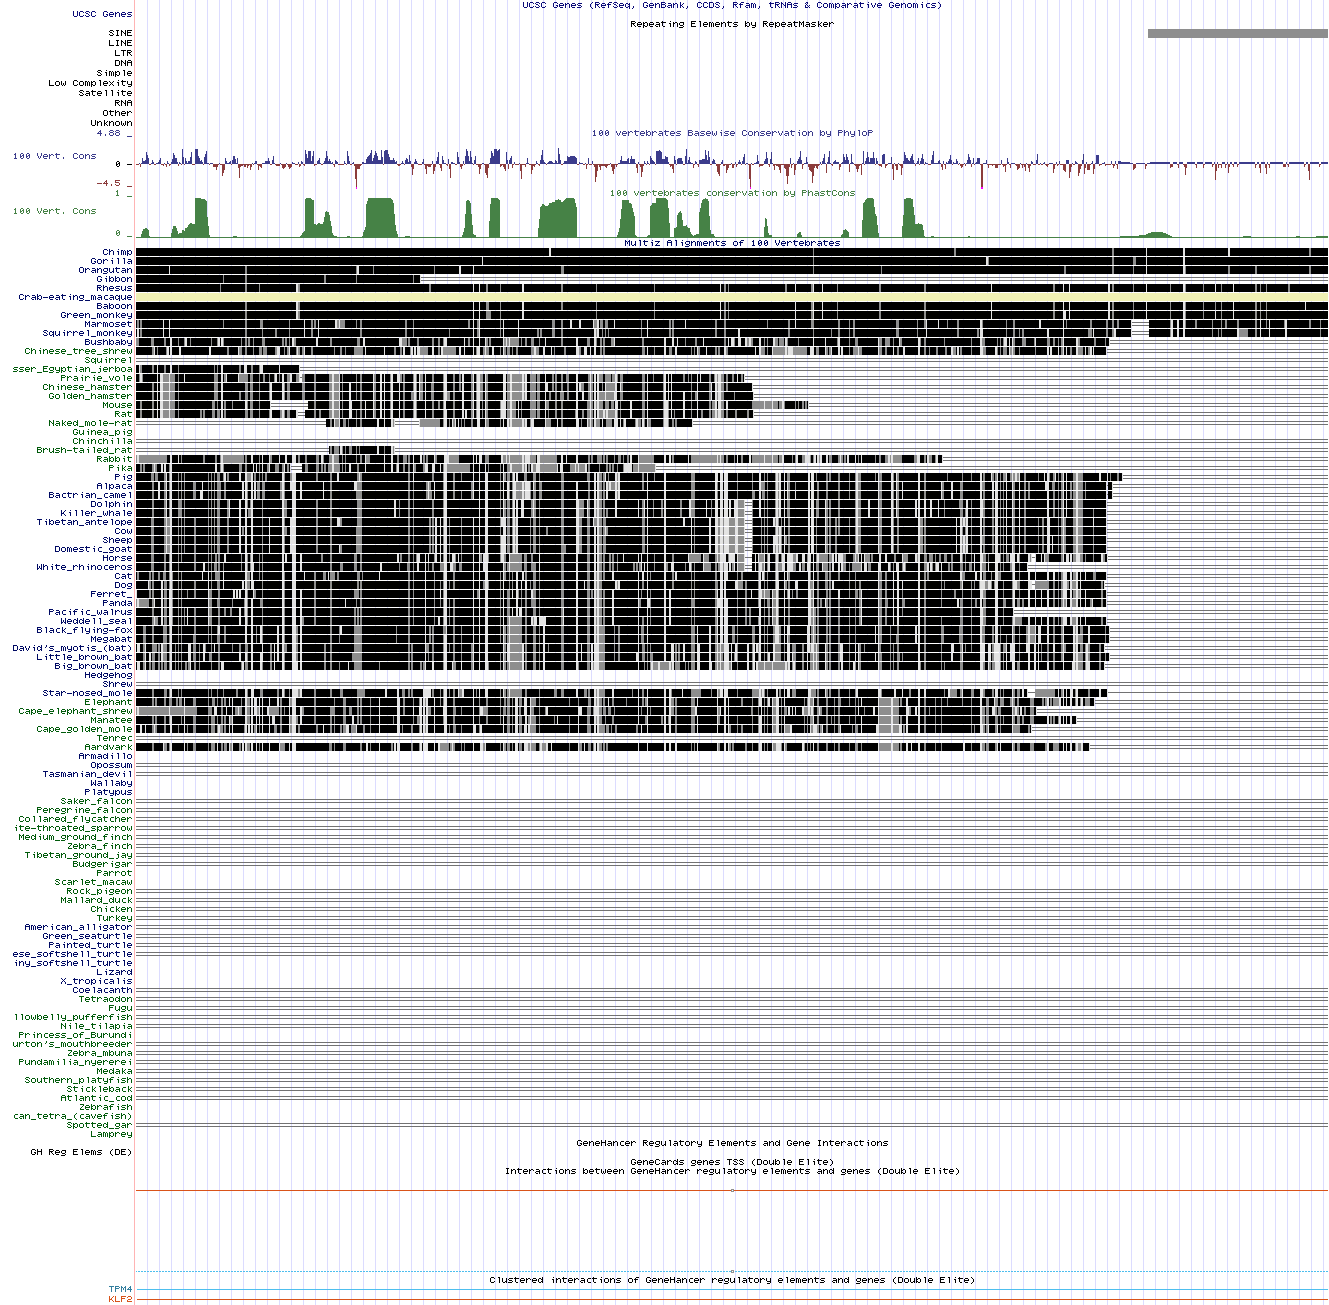 UCSC Genes (RefSeq, GenBank, CCDS, Rfam, tRNAs & Comparative Genomics)
UCSC Genes
Repeating Elements by RepeatMasker
SINE
LINE
LTR
DNA
Simple
Low Complexity
Satellite
RNA
Other
Unknown
4.88 _
100 vertebrates Basewise Conservation by PhyloP
100 Vert. Cons
0 _
-4.5 _
1 _
100 vertebrates conservation by PhastCons
100 Vert. Cons
0 _
Multiz Alignments of 100 Vertebrates
Chimp
Gorilla
Orangutan
Gibbon
Rhesus
Crab-eating_macaque
Baboon
Green_monkey
Marmoset
Squirrel_monkey
Bushbaby
Chinese_tree_shrew
Squirrel
sser_Egyptian_jerboa
Prairie_vole
Chinese_hamster
Golden_hamster
Mouse
Rat
Naked_mole-rat
Guinea_pig
Chinchilla
Brush-tailed_rat
Rabbit
Pika
Pig
Alpaca
Bactrian_camel
Dolphin
Killer_whale
Tibetan_antelope
Cow
Sheep
Domestic_goat
Horse
White_rhinoceros
Cat
Dog
Ferret_
Panda
Pacific_walrus
Weddell_seal
Black_flying-fox
Megabat
David's_myotis_(bat)
Little_brown_bat
Big_brown_bat
Hedgehog
Shrew
Star-nosed_mole
Elephant
Cape_elephant_shrew
Manatee
Cape_golden_mole
Tenrec
Aardvark
Armadillo
Opossum
Tasmanian_devil
Wallaby
Platypus
Saker_falcon
Peregrine_falcon
Collared_flycatcher
ite-throated_sparrow
Medium_ground_finch
Zebra_finch
Tibetan_ground_jay
Budgerigar
Parrot
Scarlet_macaw
Rock_pigeon
Mallard_duck
Chicken
Turkey
American_alligator
Green_seaturtle
Painted_turtle
ese_softshell_turtle
iny_softshell_turtle
Lizard
X_tropicalis
Coelacanth
Tetraodon
Fugu
llowbelly_pufferfish
Nile_tilapia
Princess_of_Burundi
urton's_mouthbreeder
Zebra_mbuna
Pundamilia_nyererei
Medaka
Southern_platyfish
Stickleback
Atlantic_cod
Zebrafish
can_tetra_(cavefish)
Spotted_gar
Lamprey
GeneHancer Regulatory Elements and Gene Interactions
GH Reg Elems (DE)
GeneCards genes TSS (Double Elite)
Interactions between GeneHancer regulatory elements and genes (Double Elite)
Clustered interactions of GeneHancer regulatory elements and genes (Double Elite)
TPM4
KLF2